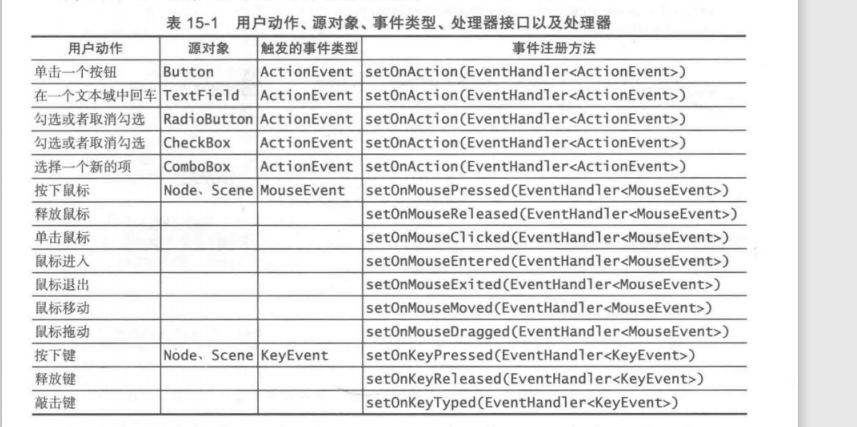 表 15-1 用户动作、源对象、事件类型、处理器接口以及处理器
用户动作 源对象 触发的事件类型 事件注册方法
单击一个按钮 Button ActionEvent setOnAction(EventHandler<ActionEvent>)
在一个文本域中回车 TextField ActionEvent setOnAction(EventHandler<ActionEvent>)
勾选或者取消勾选 RadioButton ActionEvent setOnAction(EventHandler<ActionEvent>)
勾选或者取消勾选 CheckBox ActionEvent setOnAction(EventHandler<ActionEvent>)
选择一个新的项 ComboBox ActionEvent setOnAction(EventHandler<ActionEvent>)
按下鼠标 Node、Scene MouseEvent setOnMousePressed(EventHandler<MouseEvent>)
释放鼠标 setOnMouseReleased(EventHandler<MouseEvent>)
单击鼠标 setOnMouseClicked(EventHandler<MouseEvent>)
鼠标进入 setOnMouseEntered(EventHandler<MouseEvent>)
鼠标退出 setOnMouseExited(EventHandler<MouseEvent>)
鼠标移动 setOnMouseMoved(EventHandler<MouseEvent>)
鼠标拖动 setOnMouseDragged(EventHandler<MouseEvent>)
按下键 Node、Scene KeyEvent setOnKeyPressed(EventHandler<KeyEvent>)
释放键 setOnKeyReleased(EventHandler<KeyEvent>)
敲击键 setOnKeyTyped(EventHandler<KeyEvent>)